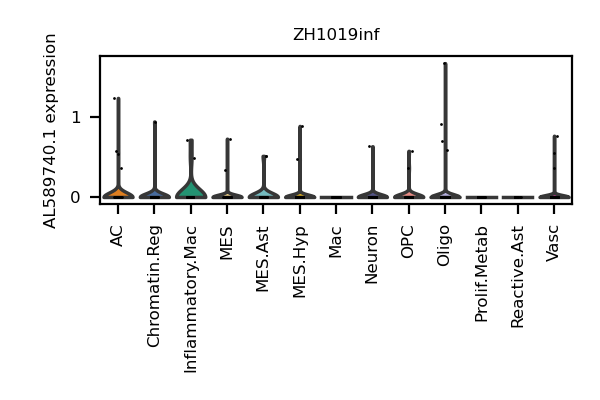 ZH1019inf
AL589740.1 expression
1
0
AC
Chromatin.Reg
Inflammatory.Mac
MES
MES.Ast
MES.Hyp
Mac
Neuron
OPC
Oligo
Prolif.Metab
Reactive.Ast
Vasc